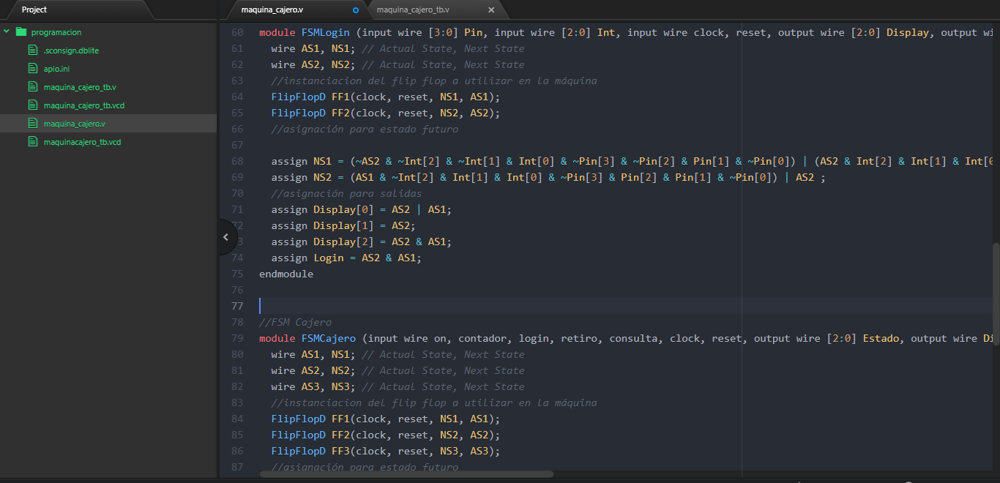 Project
programacion
.sconsign.dblite
apio.ini
maquina_cajero_tb.v
maquina_cajero_tb.vcd
maquina_cajero.v
maquinacajero_tb.vcd
maquina_cajero.v
maquina_cajero_tb.v
60 module FSMLogin (input wire [3:0] Pin, input wire [2:0] Int, input wire clock, reset, output wire [2:0] Display, output wi
61 wire AS1, NS1; // Actual State, Next State
62 wire AS2, NS2; // Actual State, Next State
63 //instanciacion del flip flop a utilizar en la máquina
64 FlipFlopD FF1(clock, reset, NS1, AS1);
65 FlipFlopD FF2(clock, reset, NS2, AS2);
66 //asignación para estado futuro
67
68 assign NS1 = (~AS2 & ~Int[2] & ~Int[1] & Int[0] & ~Pin[3] & ~Pin[2] & Pin[1] & ~Pin[0]) | (AS2 & Int[2] & Int[1] & Int[0
69 assign NS2 = (AS1 & ~Int[2] & Int[1] & Int[0] & ~Pin[3] & Pin[2] & Pin[1] & ~Pin[0]) | AS2 ;
70 //asignación para salidas
71 assign Display[0] = AS2 | AS1;
72 assign Display[1] = AS2;
3 assign Display[2] = AS2 & AS1;
74 assign Login = AS2 & AS1;
75 endmodule
76
77
78 //FSM Cajero
79 module FSMCajero (input wire on, contador, login, retiro, consulta, clock, reset, output wire [2:0] Estado, output wire Di
80 wire AS1, NS1; // Actual State, Next State
81 wire AS2, NS2; // Actual State, Next State
82 wire AS3, NS3; // Actual State, Next State
83 //instanciacion del flip flop a utilizar en la máquina
84 FlipFlopD FF1(clock, reset, NS1, AS1);
85 FlipFlopD FF2(clock, reset, NS2, AS2);
86 FlipFlopD FF3(clock, reset, NS3, AS3);
87 //asignación para estado futuro